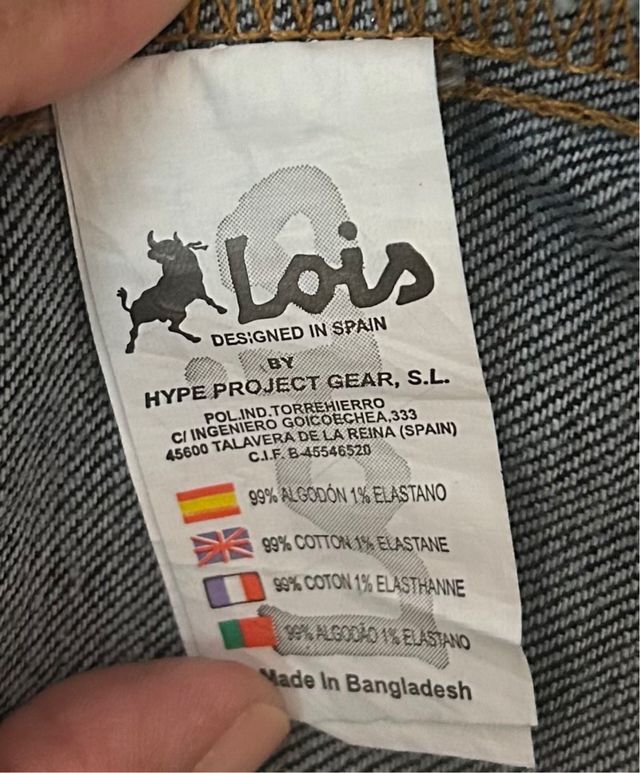 Lois
DESIGNED IN SPAIN
BY
HYPE PROJECT GEAR, S.L.
POL.IND.TORREHIERRO
C/ INGENIERO GOICOECHEA,333
45600 TALAVERA DE LA REINA (SPAIN)
C.I.F. B-45546520
99% ALGODÓN 1% ELASTANO
99% COTTON 1% ELASTANE
99% COTON 1% ELASTHANNE
99% ALGODÃO 1% ELASTANO
Made In Bangladesh